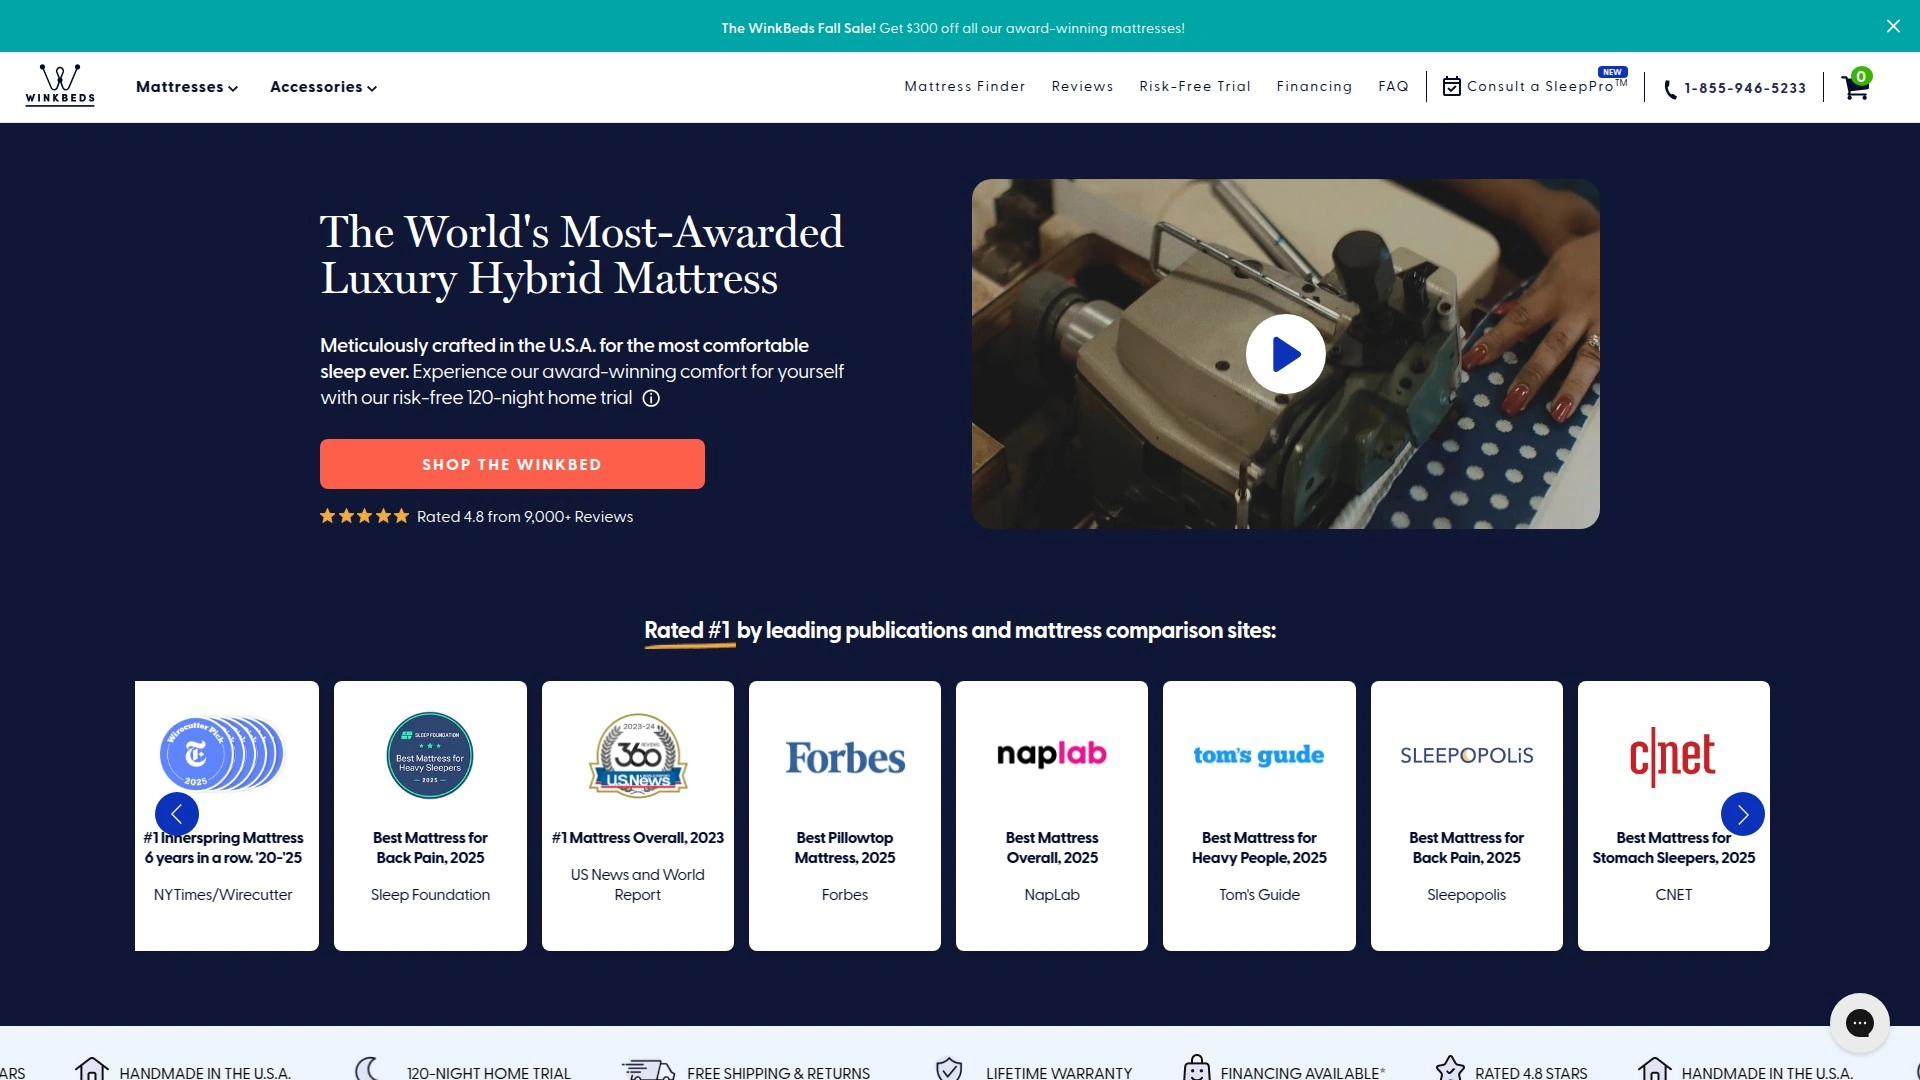 The WinkBeds Fall Sale! Get $300 off all our award-winning mattresses!
WINKBEDS
Mattresses
Accessories
Mattress Finder
Reviews
Risk-Free Trial
Financing
FAQ
Consult a SleepPro™
NEW
1-855-946-5233
0
The World's Most-Awarded
Luxury Hybrid Mattress
Meticulously crafted in the U.S.A. for the most comfortable
sleep ever. Experience our award-winning comfort for yourself
with our risk-free 120-night home trial
SHOP THE WINKBED
Rated 4.8 from 9,000+ Reviews
Rated #1 by leading publications and mattress comparison sites:
Wirecutter Pick
2025
#1 Innerspring Mattress
6 years in a row. '20-'25
NYTimes/Wirecutter
SLEEP FOUNDATION
Best Mattress for
Heavy Sleepers
2025
Best Mattress for
Back Pain, 2025
Sleep Foundation
2023-24
360
REVIEWS
U.S.News
#1 Mattress Overall, 2023
US News and World
Report
Forbes
Best Pillowtop
Mattress, 2025
Forbes
naplab
Best Mattress
Overall, 2025
NapLab
tom's guide
Best Mattress for
Heavy People, 2025
Tom's Guide
SLEEPOPOLiS
Best Mattress for
Back Pain, 2025
Sleepopolis
c|net
Best Mattress for
Stomach Sleepers, 2025
CNET
ARS
HANDMADE IN THE U.S.A.
120-NIGHT HOME TRIAL
FREE SHIPPING & RETURNS
LIFETIME WARRANTY
FINANCING AVAILABLE*
RATED 4.8 STARS
HANDMADE IN THE U.S.A.